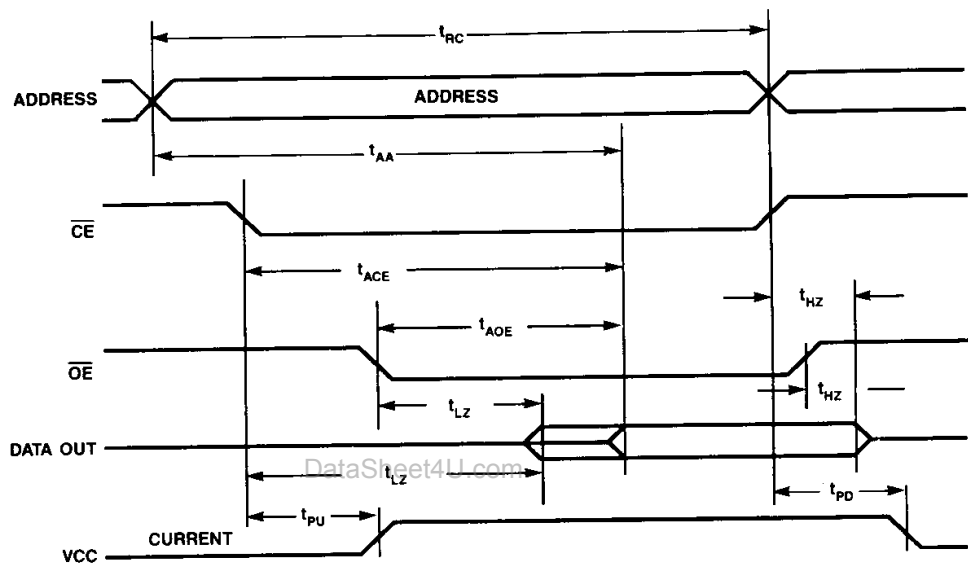 tRC
ADDRESS
ADDRESS
tAA
CE
tACE
tHZ
tAOE
OE
tHZ
tLZ
DATA OUT
DataSheet4U.com
tLZ
tPD
tPU
CURRENT
VCC